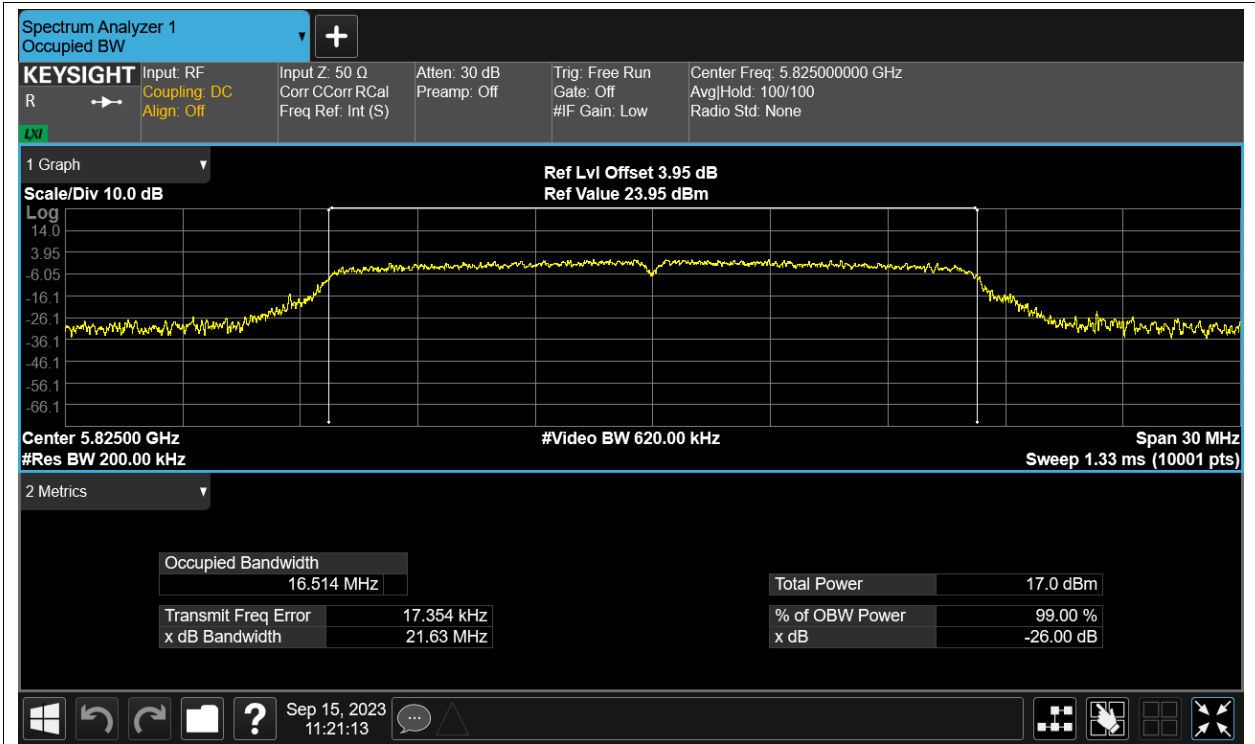 Spectrum Analyzer 1
Occupied BW
KEYSIGHT
R
LXI
Input: RF
Coupling: DC
Align: Off
Input Z: 50 Ω
Corr CCorr RCal
Freq Ref: Int (S)
Atten: 30 dB
Preamp: Off
Trig: Free Run
Gate: Off
#IF Gain: Low
Center Freq: 5.825000000 GHz
Avg|Hold: 100/100
Radio Std: None
1 Graph
Scale/Div 10.0 dB
Ref Lvl Offset 3.95 dB
Ref Value 23.95 dBm
Log
14.0
3.95
-6.05
-16.1
-26.1
-36.1
-46.1
-56.1
-66.1
Center 5.82500 GHz
#Res BW 200.00 kHz
#Video BW 620.00 kHz
Span 30 MHz
Sweep 1.33 ms (10001 pts)
2 Metrics
Occupied Bandwidth
16.514 MHz
Transmit Freq Error 17.354 kHz
x dB Bandwidth 21.63 MHz
Total Power 17.0 dBm
% of OBW Power 99.00 %
x dB -26.00 dB
?
Sep 15, 2023
11:21:13